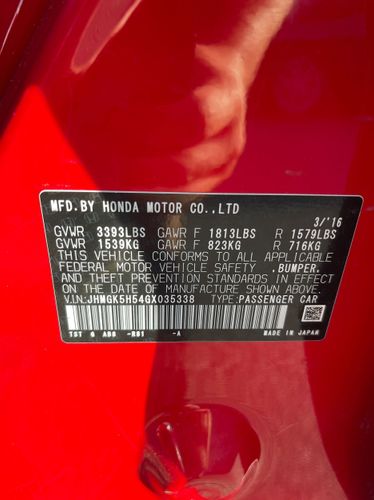 MFD.BY HONDA MOTOR CO.,LTD
3/'16
GVWR 3393LBS GAWR F 1813LBS R 1579LBS
GVWR 1539KG GAWR F 823KG R 716KG
THIS VEHICLE CONFORMS TO ALL APPLICABLE
FEDERAL MOTOR VEHICLE SAFETY ,BUMPER,
AND THEFT PREVENTION STANDARDS IN EFFECT
ON THE DATE OF MANUFACTURE SHOWN ABOVE.
V.I.N:JHMGK5H54GX035338 TYPE:PASSENGER CAR
MADE IN JAPAN
-R81 -A